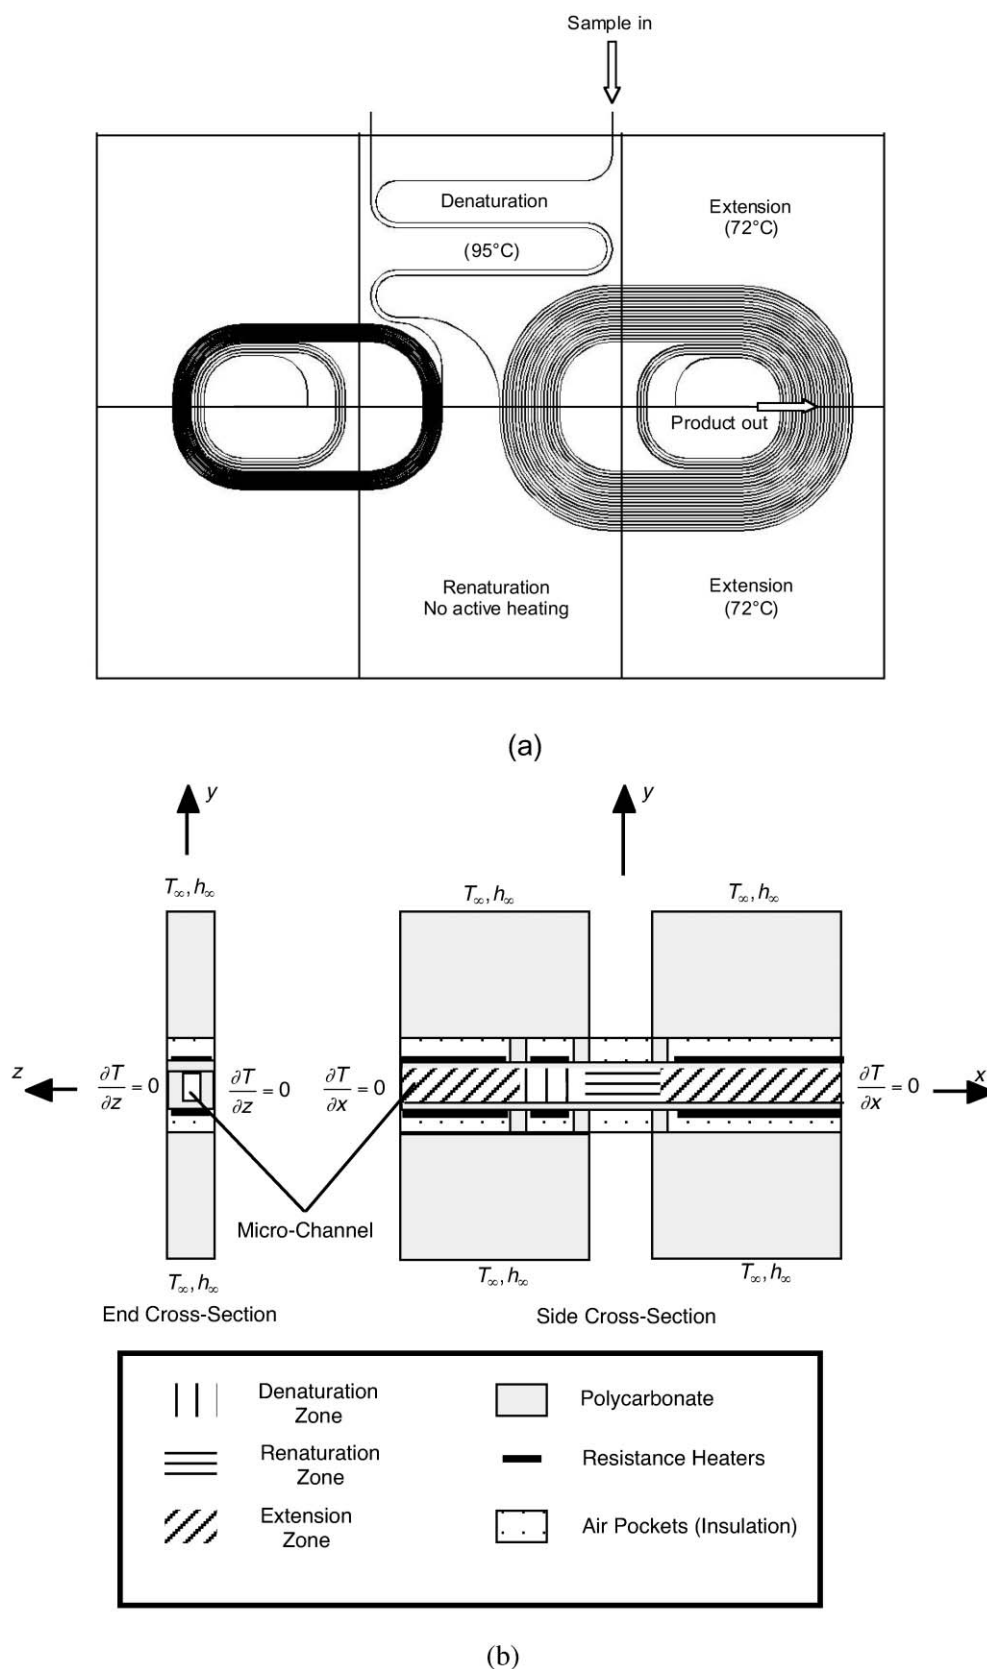 Sample in
Denaturation
(95°C)
Extension
(72°C)
Product out
Renaturation
No active heating
Extension
(72°C)
(a)
y
y
T∞, h∞
T∞, h∞
T∞, h∞
z
∂T/∂z = 0
∂T/∂z = 0
∂T/∂x = 0
∂T/∂x = 0
x
Micro-Channel
T∞, h∞
T∞, h∞
T∞, h∞
End Cross-Section
Side Cross-Section
Denaturation
Zone
Polycarbonate
Renaturation
Zone
Resistance Heaters
Extension
Zone
Air Pockets (Insulation)
(b)